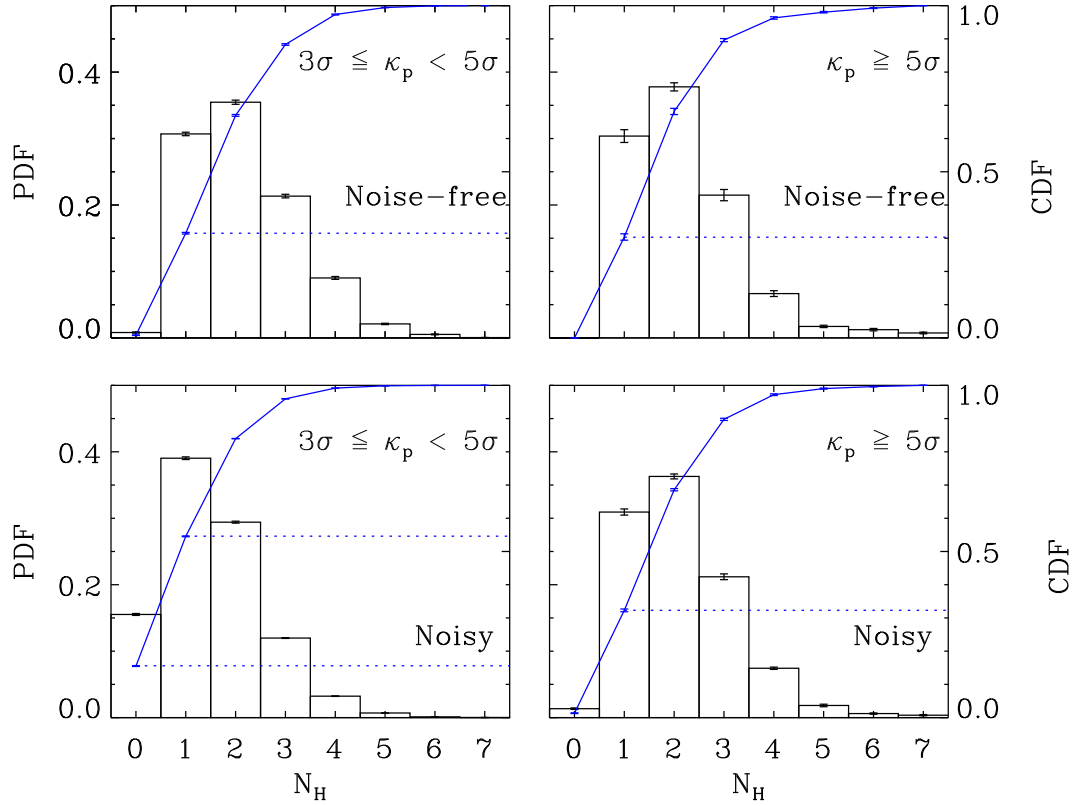 3σ ≦ κp < 5σ
κp ≧ 5σ
1.0
0.4
PDF
Noise-free
Noise-free
0.5
CDF
0.2
0.0
0.0
3σ ≦ κp < 5σ
κp ≧ 5σ
1.0
0.4
PDF
0.5
CDF
0.2
Noisy
Noisy
0.0
0.0
0 1 2 3 4 5 6 7
0 1 2 3 4 5 6 7
NH
NH